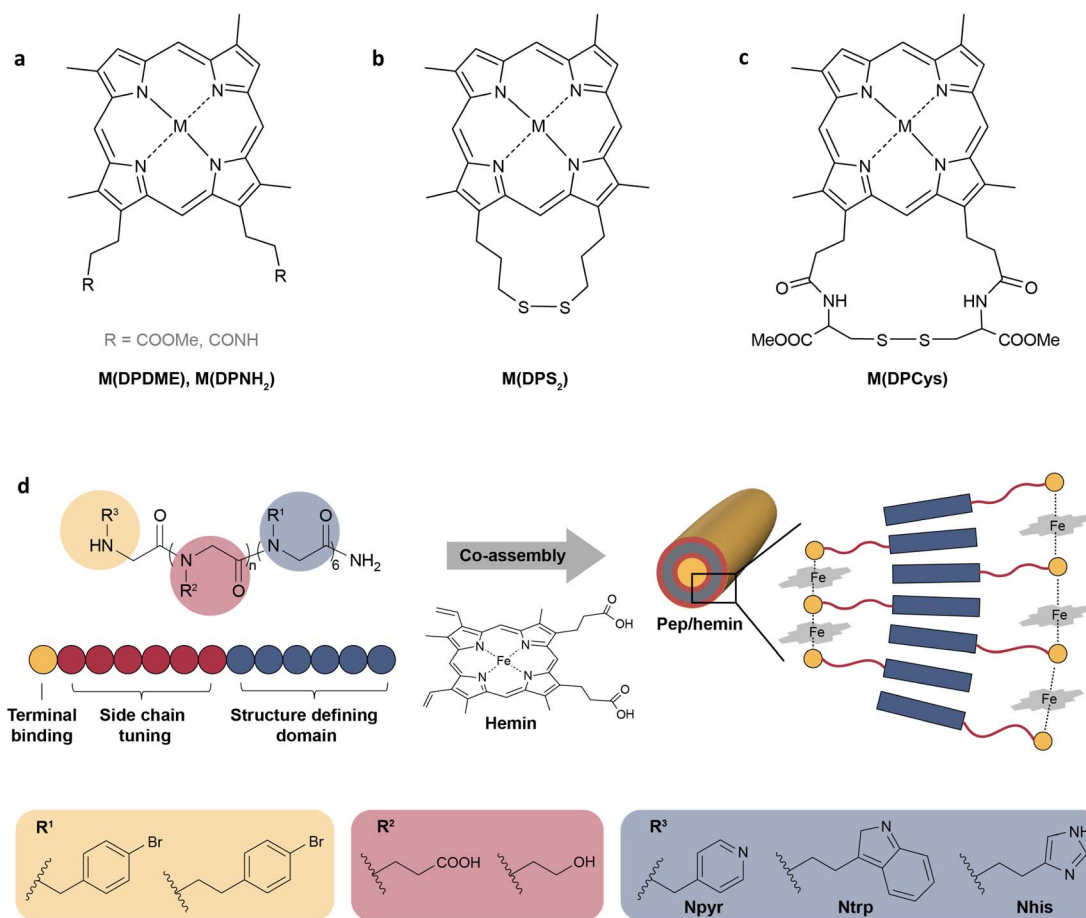 a
N
N
M
N
N
R
R
R = COOMe, CONH
M(DPDME), M(DPNH₂)
b
N
N
M
N
N
S
S
M(DPS₂)
c
N
N
M
N
N
O
O
NH
NH
MeOOC
S
S
COOMe
M(DPCys)
d
R³
HN
O
N
R²
O
n
R¹
N
O
6
NH₂
Terminal
binding
Side chain
tuning
Structure defining
domain
Co-assembly
N
N
Fe
N
N
O
OH
O
OH
Hemin
Pep/hemin
Fe
Fe
Fe
Fe
Fe
R¹
Br
Br
R²
COOH
OH
R³
N
Npyr
N
Ntrp
NH
N
Nhis